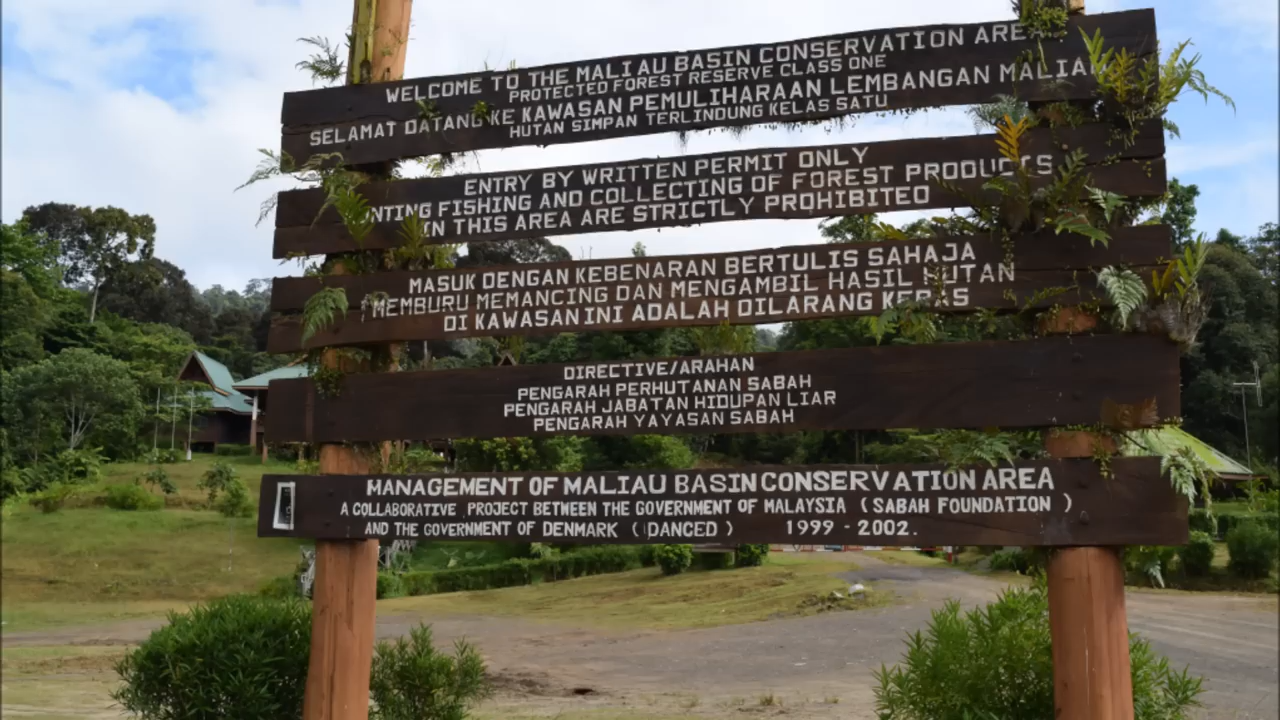 WELCOME TO THE MALIAU BASIN CONSERVATION ARE
PROTECTED FOREST RESERVE CLASS ONE
SELAMAT DATANG KE KAWASAN PEMULIHARAAN LEMBANGAN MALIA
HUTAN SIMPAN TERLINDUNG KELAS SATU
ENTRY BY WRITTEN PERMIT ONLY
NTING FISHING AND COLLECTING OF FOREST PRODUCTS
IN THIS AREA ARE STRICTLY PROHIBITED
MASUK DENGAN KEBENARAN BERTULIS SAHAJA
MEMBURU MEMANCING DAN MENGAMBIL HASIL HUTAN
DI KAWASAN INI ADALAH DILARANG KERAS
DIRECTIVE/ARAHAN
PENGARAH PERHUTANAN SABAH
PENGARAH JABATAN HIDUPAN LIAR
PENGARAH YAYASAN SABAH
MANAGEMENT OF MALIAU BASIN CONSERVATION AREA
A COLLABORATIVE PROJECT BETWEEN THE GOVERNMENT OF MALAYSIA (SABAH FOUNDATION)
AND THE GOVERNMENT OF DENMARK (DANCED) 1999 - 2002.